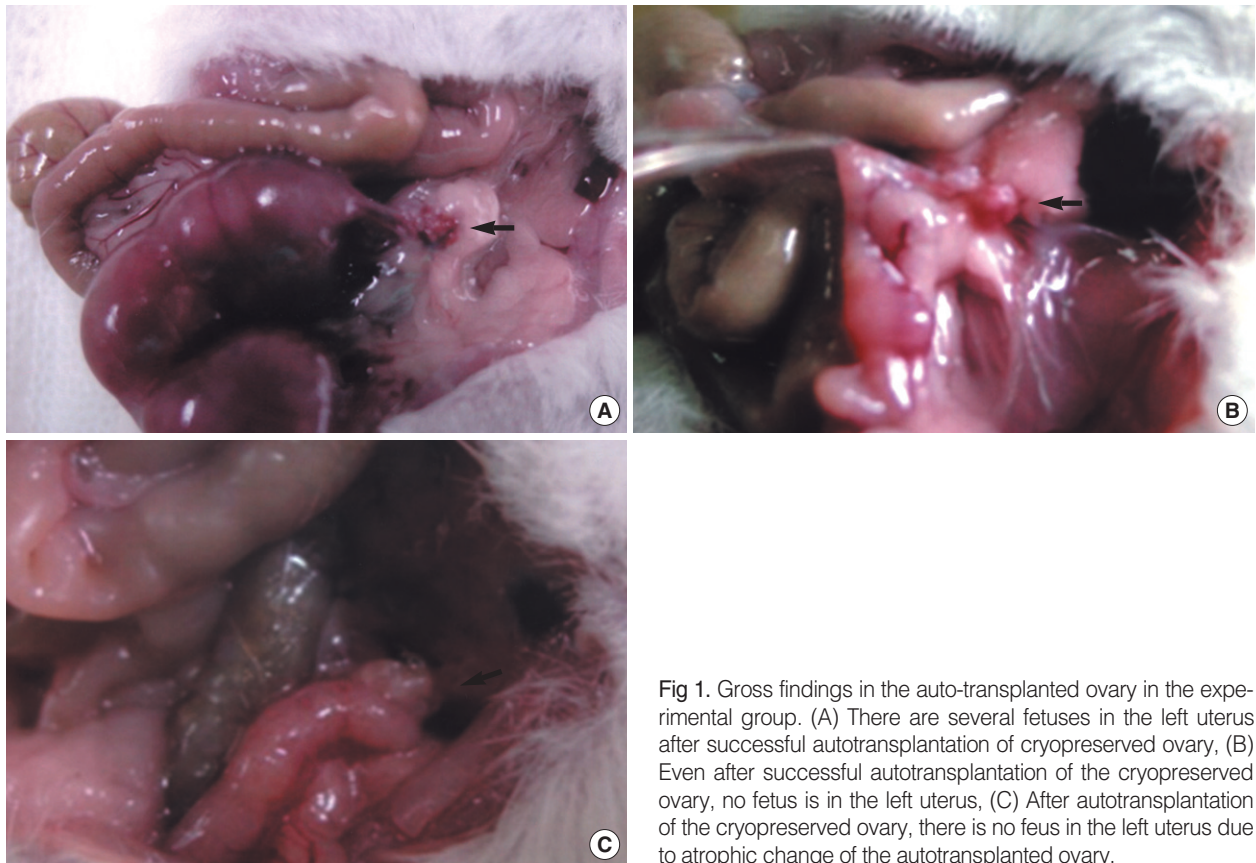 A
B
C
Fig 1. Gross findings in the auto-transplanted ovary in the expe-
rimental group. (A) There are several fetuses in the left uterus
after successful autotransplantation of cryopreserved ovary, (B)
Even after successful autotransplantation of the cryopreserved
ovary, no fetus is in the left uterus, (C) After autotransplantation
of the cryopreserved ovary, there is no feus in the left uterus due
to atrophic change of the autotransplanted ovary.